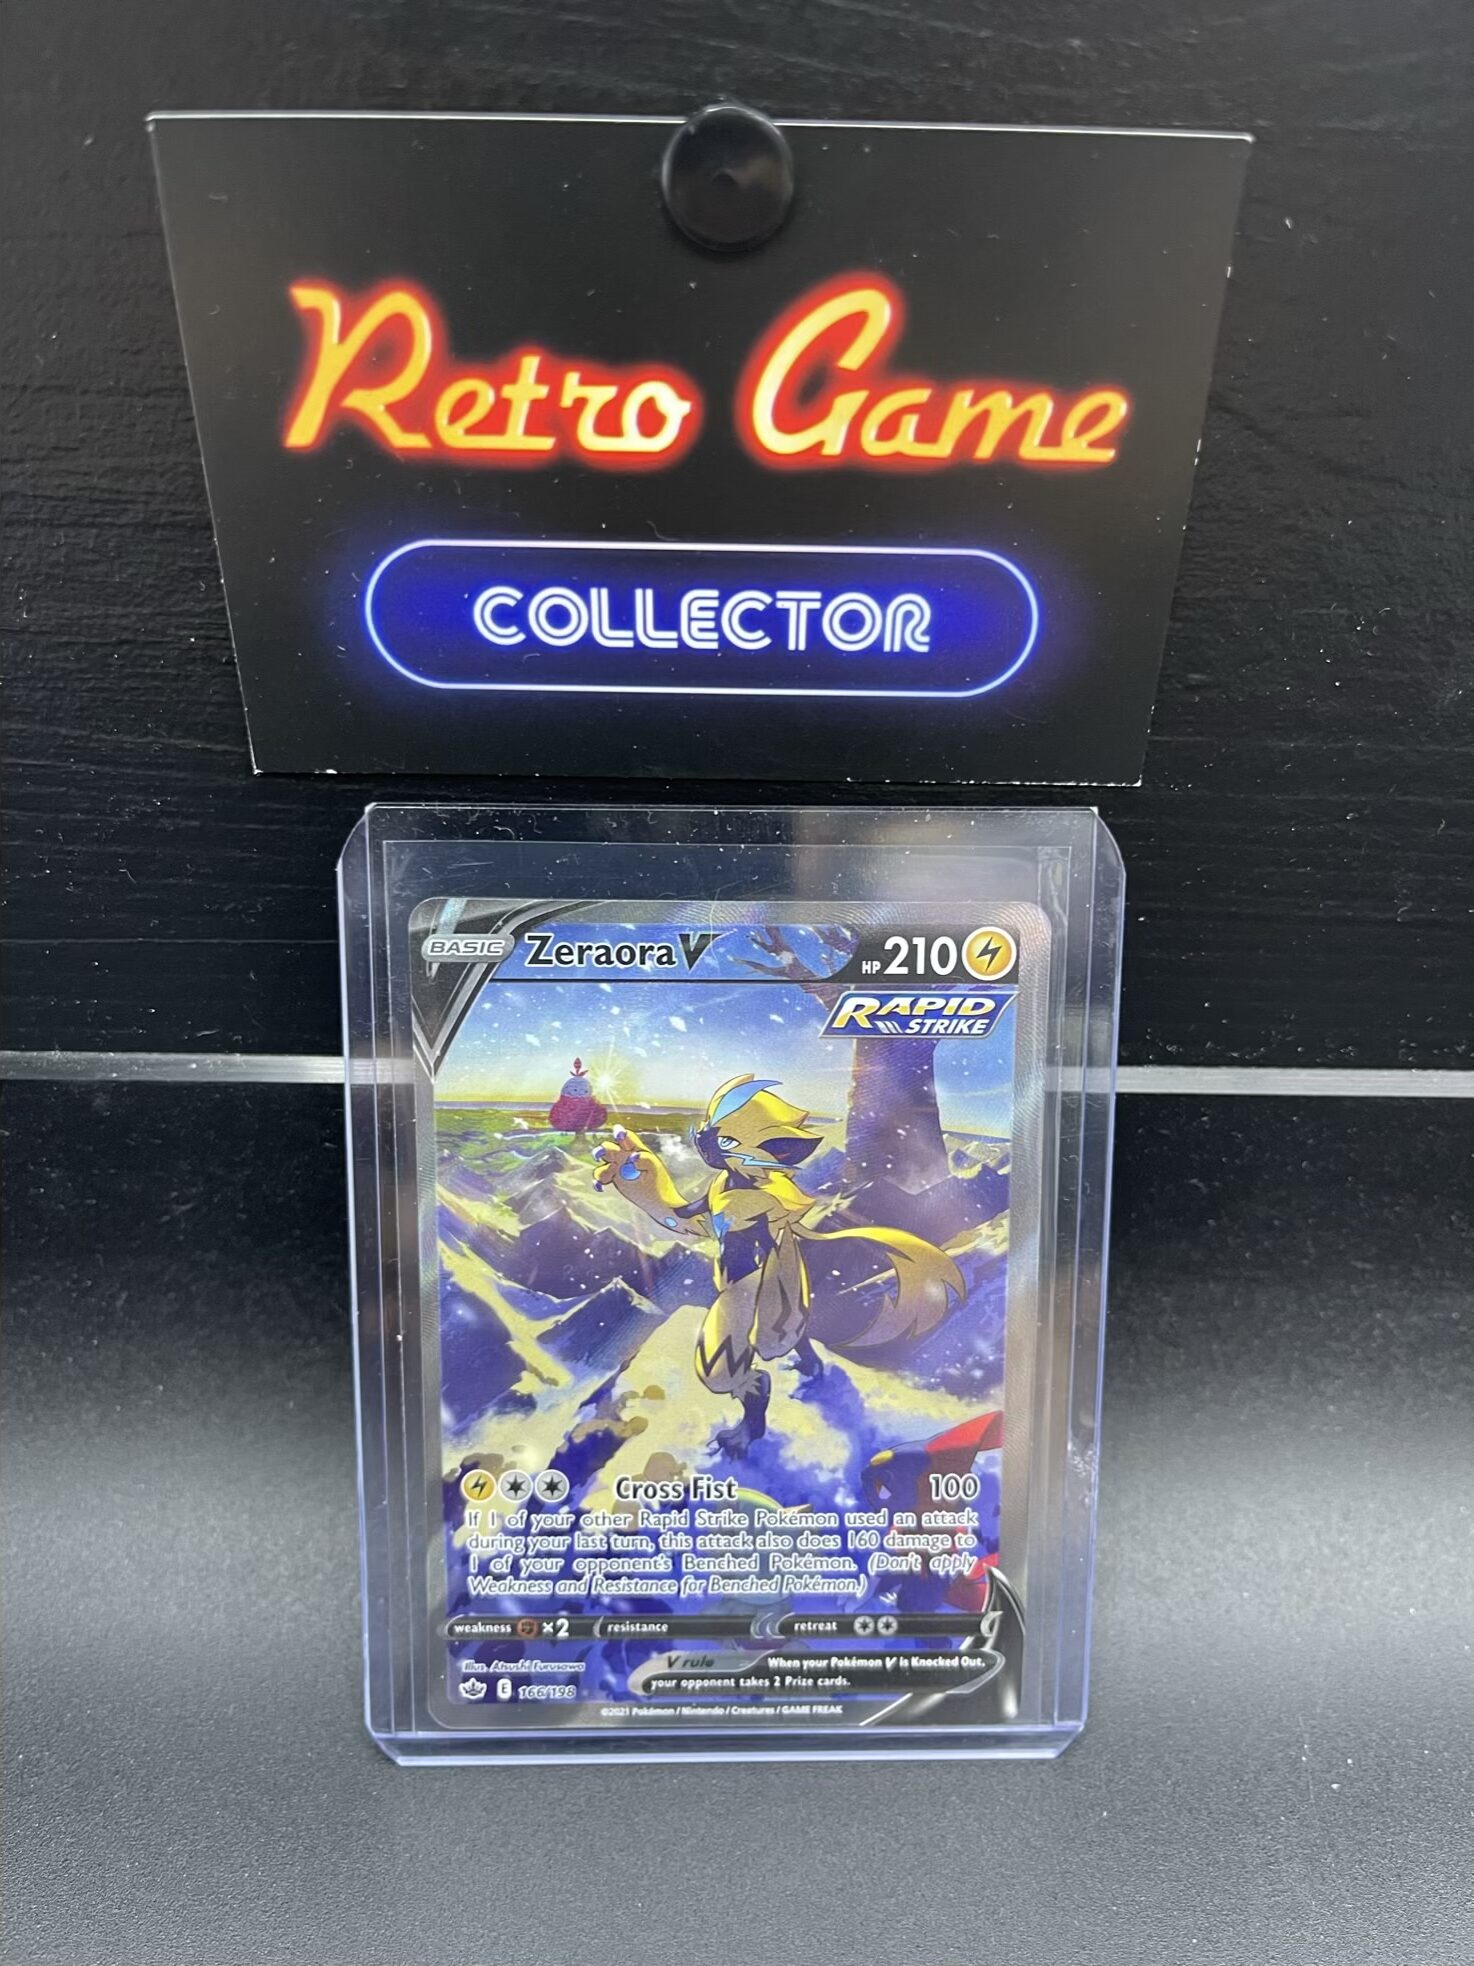 Retro Game
COLLECTOR
BASIC Zeraora V HP 210
RAPID
STRIKE
Cross Fist 100
If 1 of your other Rapid Strike Pokémon used an attack
during your last turn, this attack also does 160 damage to
1 of your opponent's Benched Pokémon. (Don't apply
Weakness and Resistance for Benched Pokémon.)
weakness ×2 resistance retreat
Illus. Atsushi Furusawa
V rule When your Pokémon V is Knocked Out,
your opponent takes 2 Prize cards.
E 166/198
©2021 Pokémon / Nintendo / Creatures / GAME FREAK